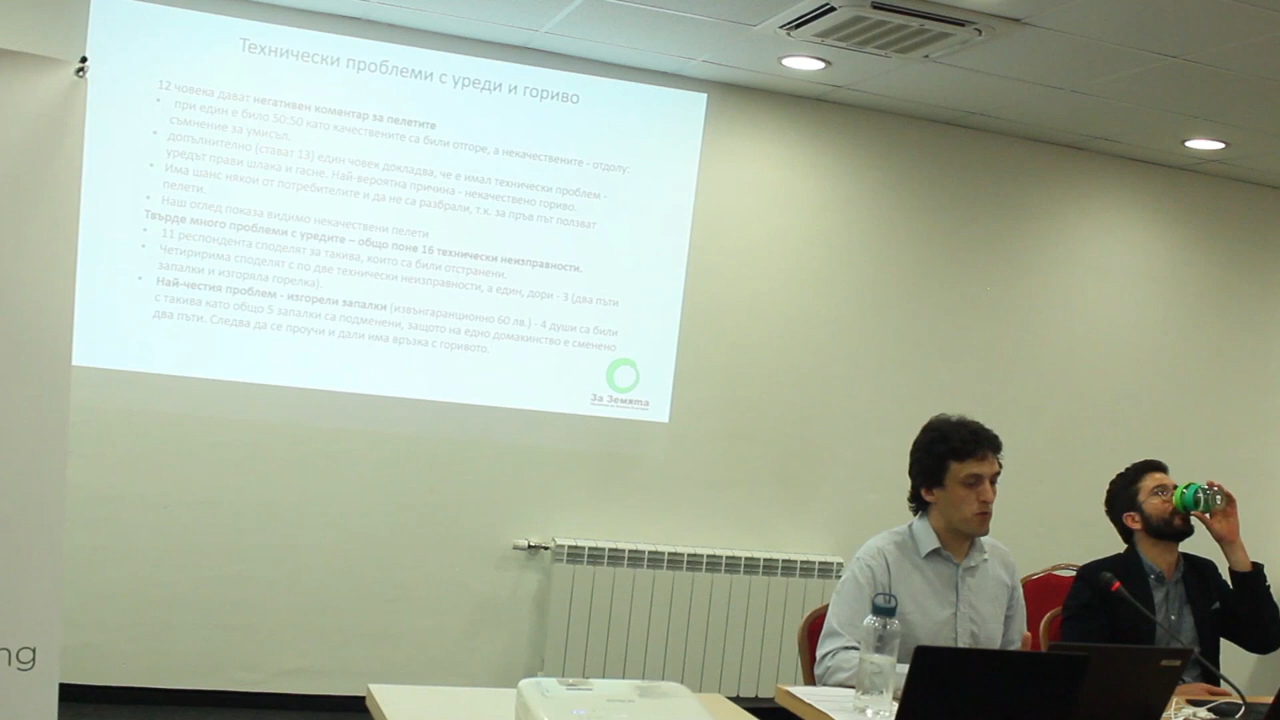 Технически проблеми с уреди и гориво
12 човека дават негативен коментар за пелетите
• при един е било 50:50 като качествените са били отгоре, а некачествените - отдолу:
съмнение за умисъл.
• допълнително (стават 13) един човек докладва, че е имал технически проблем -
уредът прави шлака и гасне. Най-вероятна причина - некачествено гориво.
• Има шанс някои от потребителите и да не са разбрали, т.к. за пръв път ползват
пелети.
• Наш оглед показа видимо некачествени пелети
Твърде много проблеми с уредите – общо поне 16 технически неизправности.
• 11 респондента споделят за такива, които са били отстранени.
• Четиририма споделят с по две технически неизправности, а един, дори - 3 (два пъти
запалки и изгоряла горелка).
• Най-честия проблем - изгорели запалки (извънгаранционно 60 лв.) - 4 души са били
с такива като общо 5 запалки са подменени, защото на едно домакинство е сменено
два пъти. Следва да се проучи и дали има връзка с горивото.
За Земята
ng